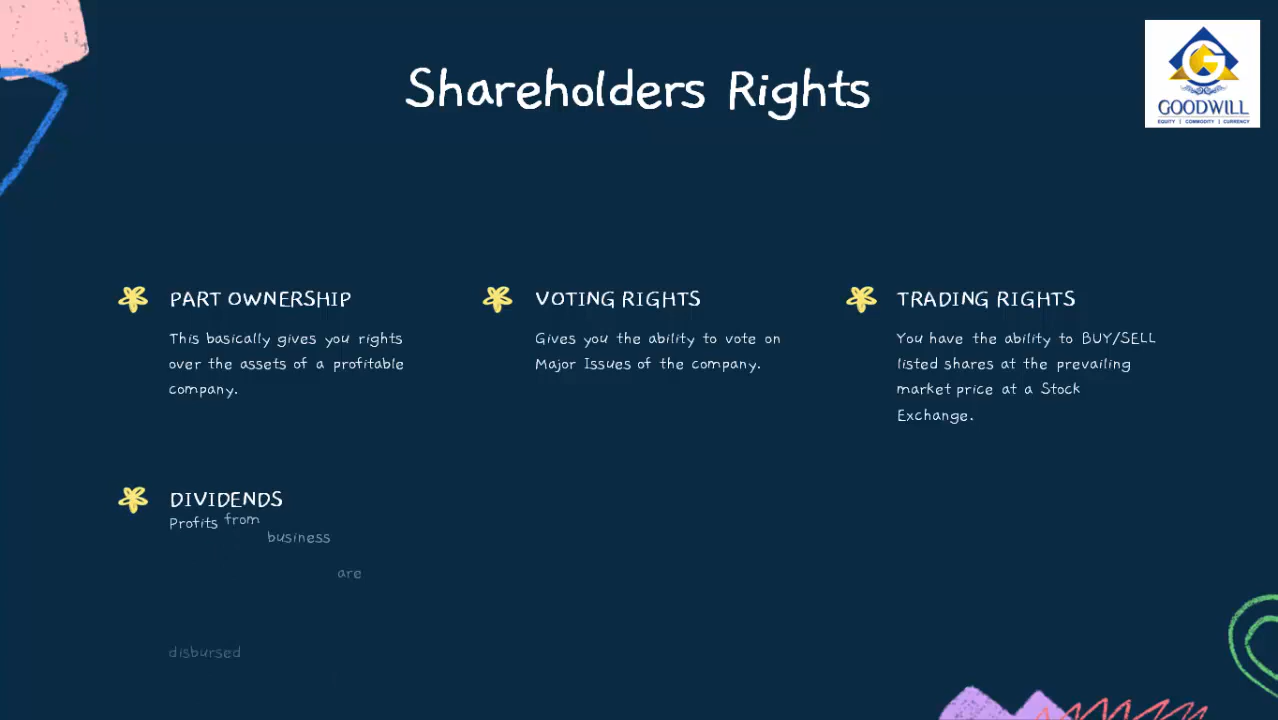 Shareholders Rights
GOODWILL
EQUITY | COMMODITY | CURRENCY
PART OWNERSHIP
This basically gives you rights
over the assets of a profitable
company.
VOTING RIGHTS
Gives you the ability to vote on
Major Issues of the company.
TRADING RIGHTS
You have the ability to BUY/SELL
listed shares at the prevailing
market price at a Stock
Exchange.
DIVIDENDS
Profits from
business
are
disbursed